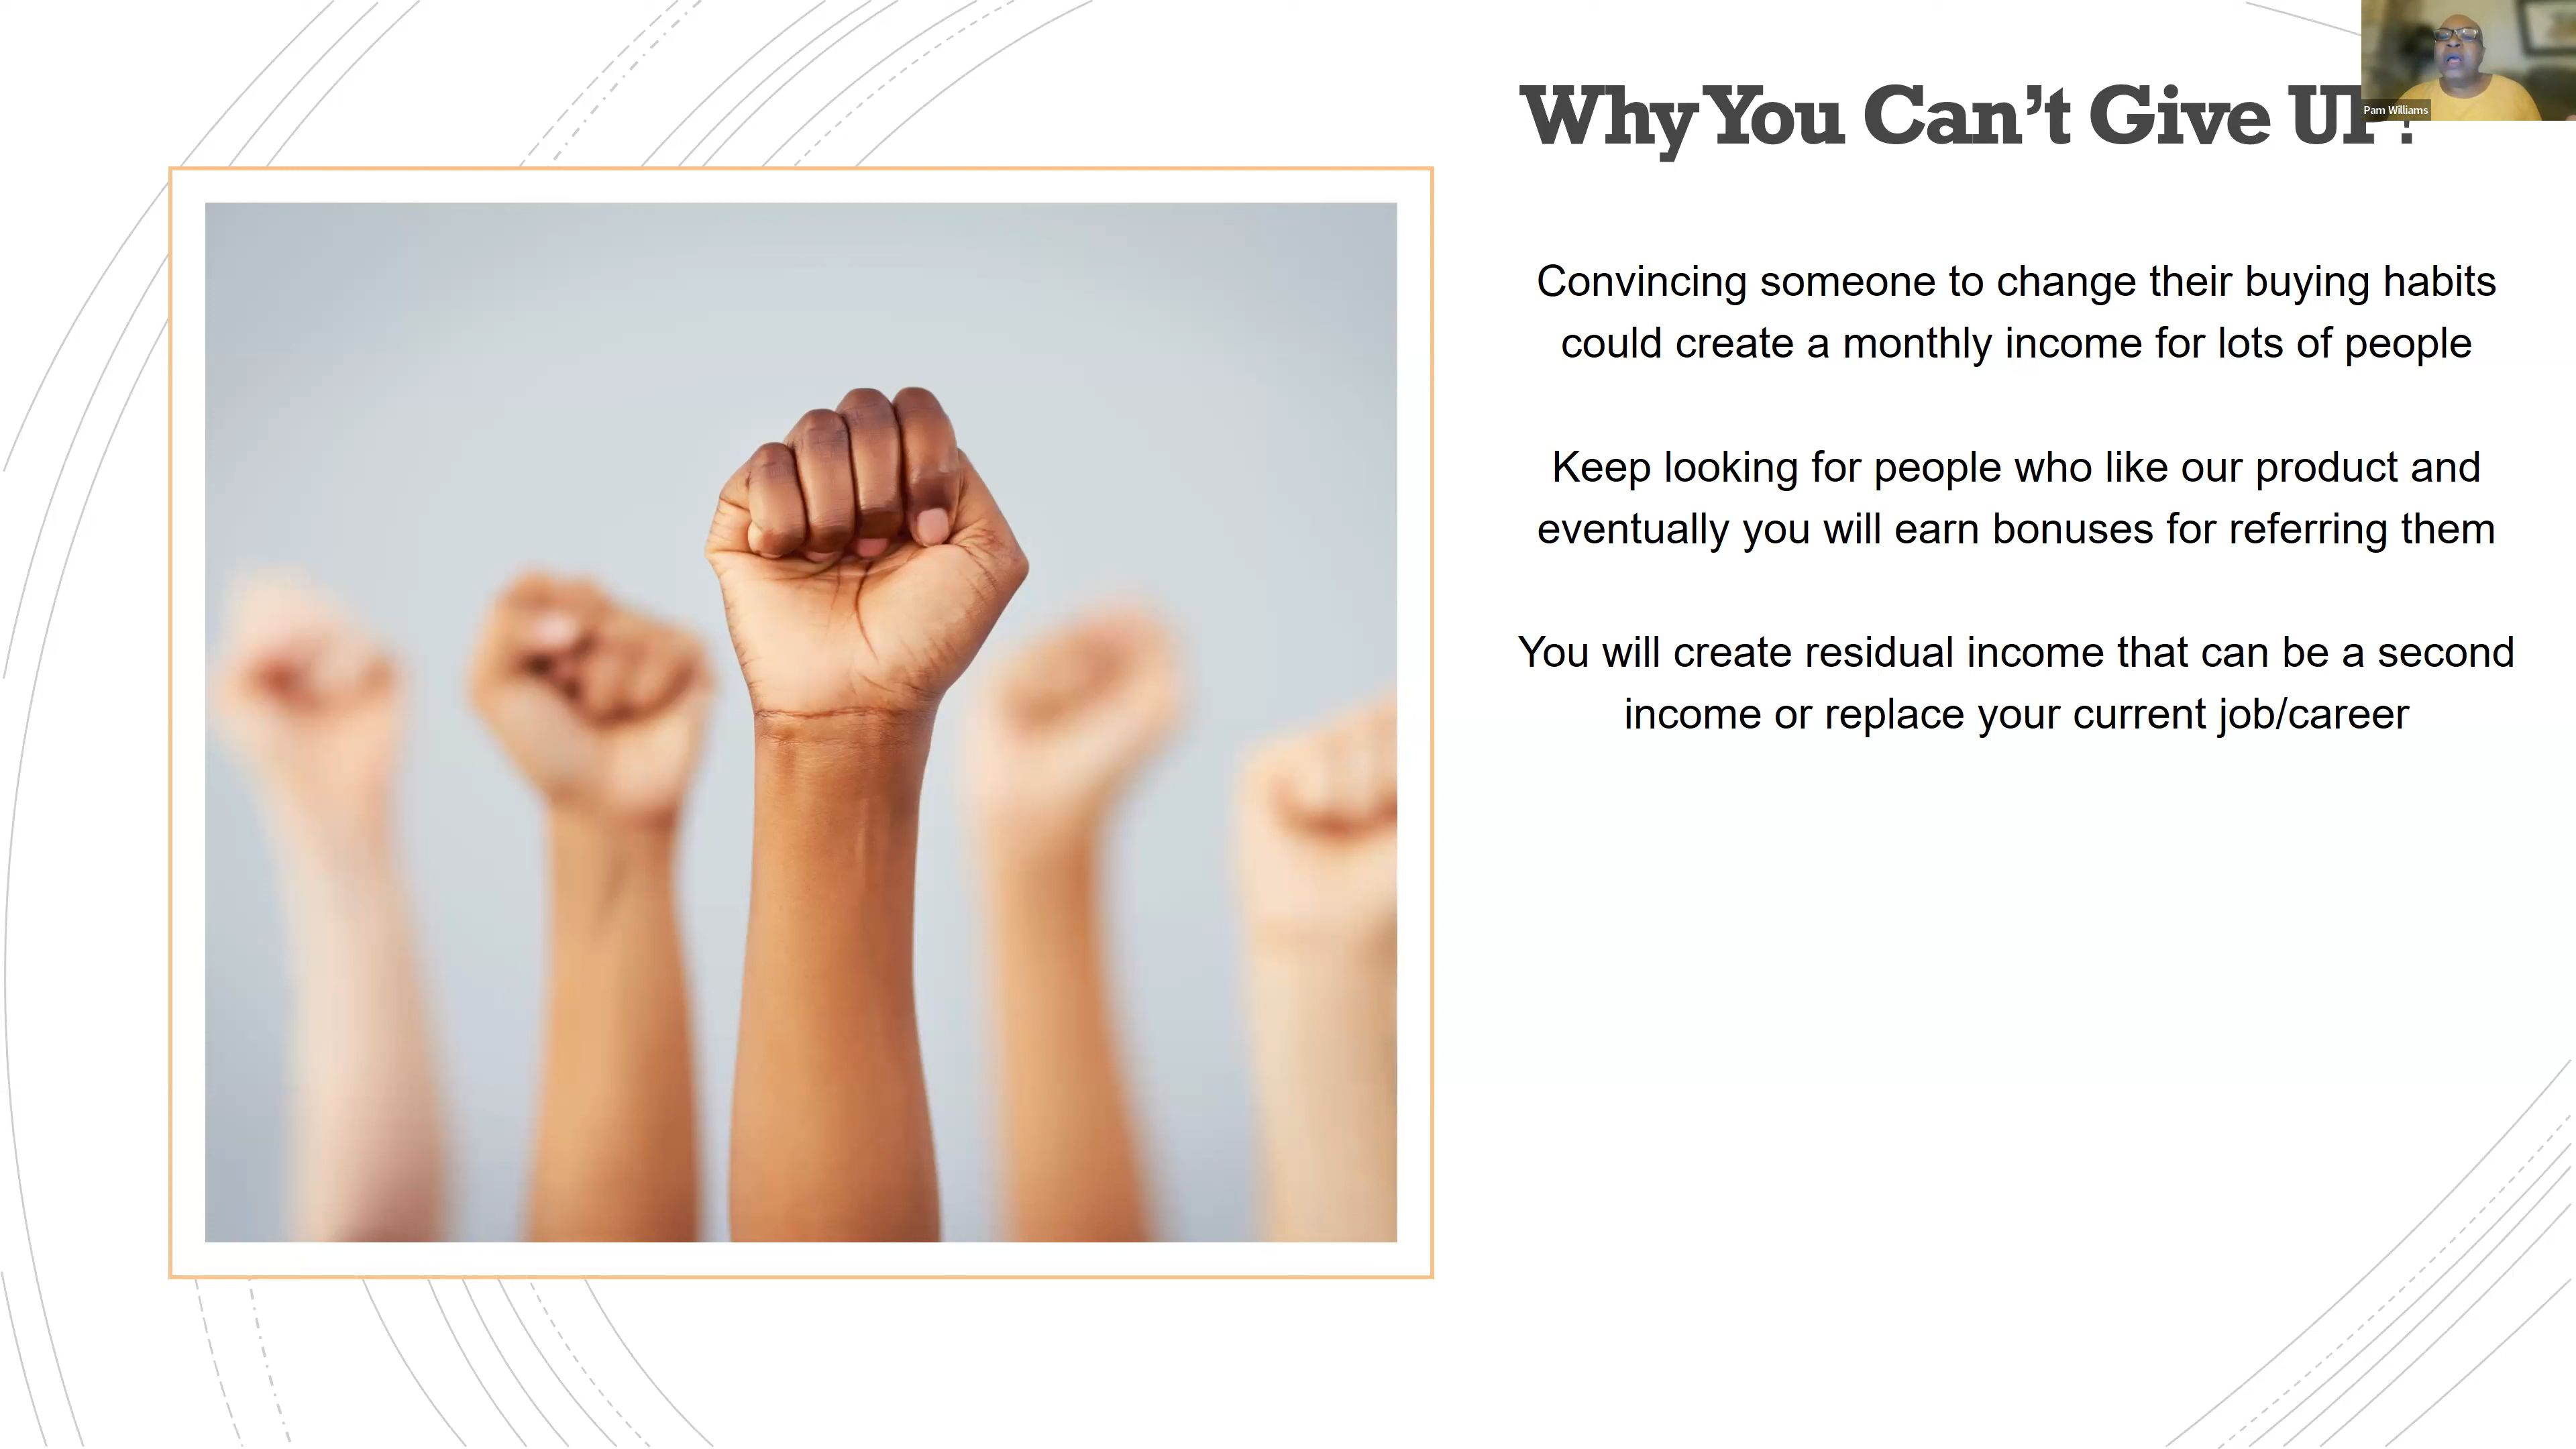 Why You Can't Give UP?
Pam Williams
Convincing someone to change their buying habits
could create a monthly income for lots of people
Keep looking for people who like our product and
eventually you will earn bonuses for referring them
You will create residual income that can be a second
income or replace your current job/career